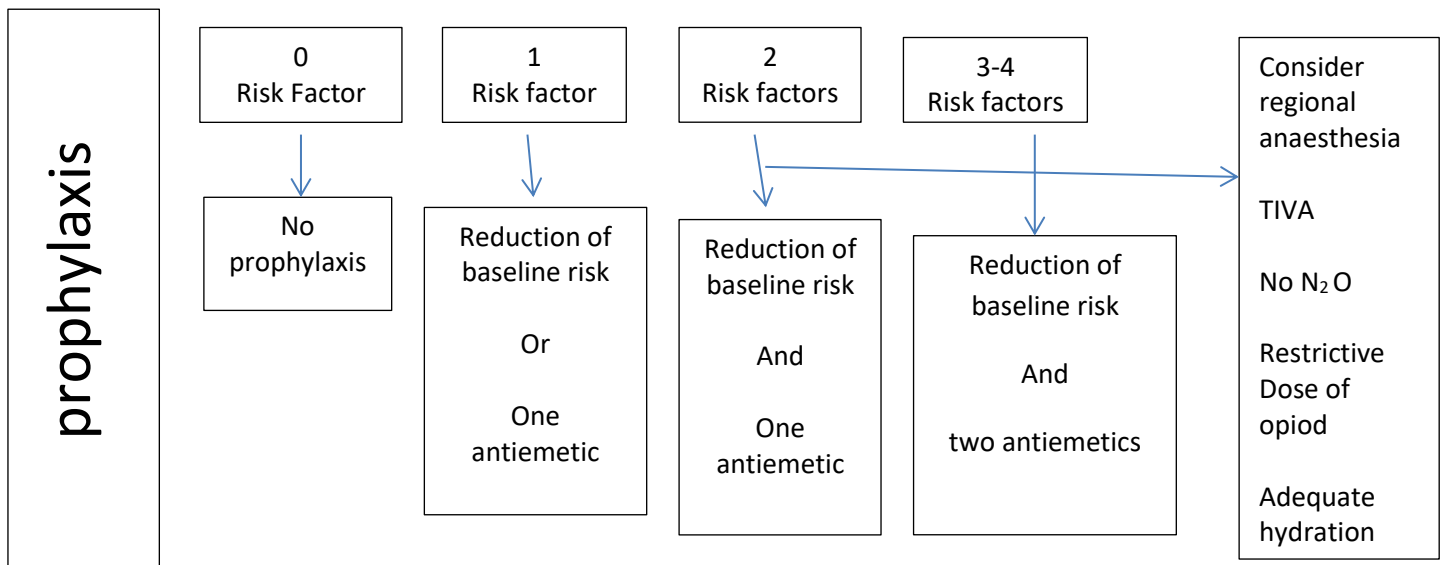 prophylaxis
0
Risk Factor
1
Risk factor
2
Risk factors
3-4
Risk factors
No
prophylaxis
Reduction of
baseline risk
Or
One
antiemetic
Reduction of
baseline risk
And
One
antiemetic
Reduction of
baseline risk
And
two antiemetics
Consider
regional
anaesthesia
TIVA
No N₂ O
Restrictive
Dose of
opiod
Adequate
hydration